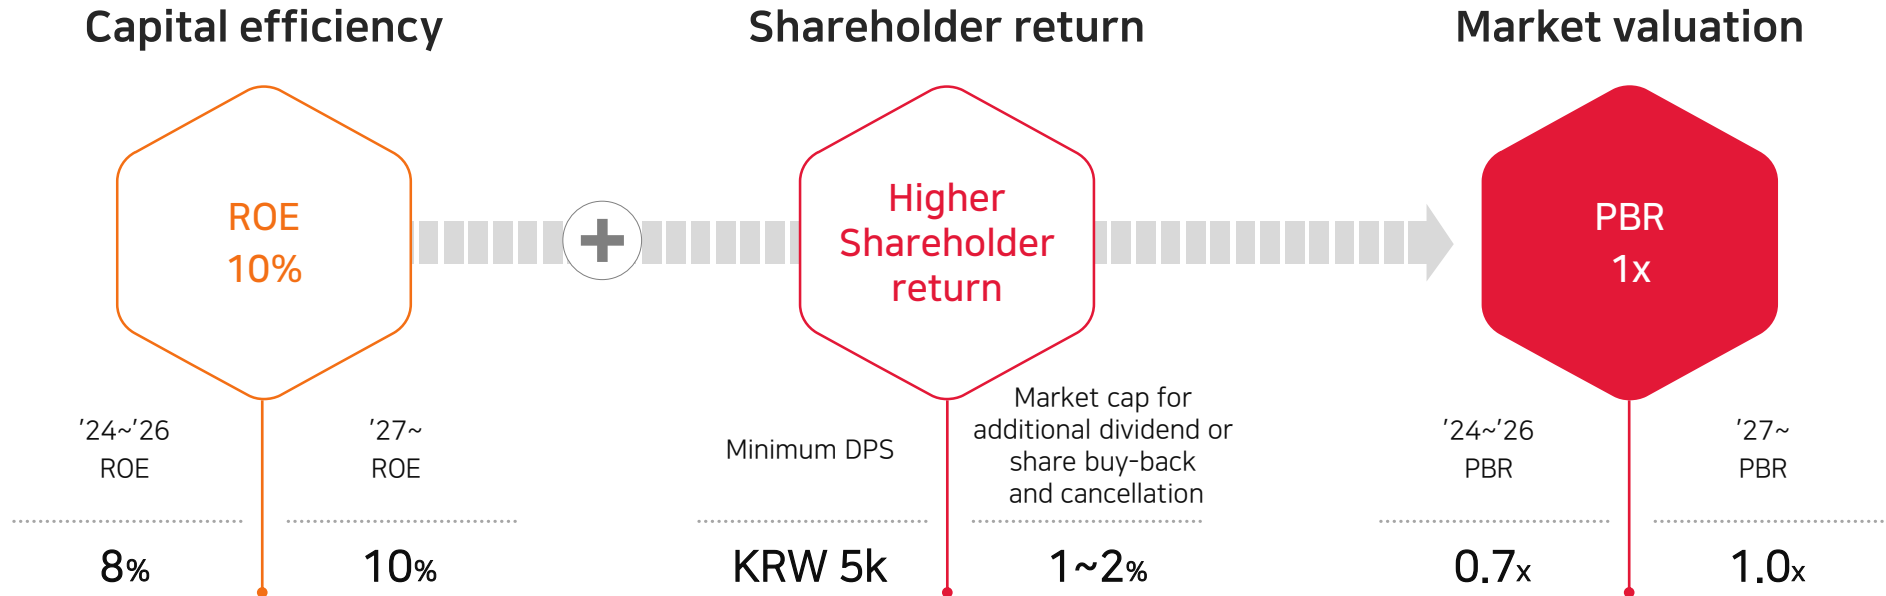 Capital efficiency
Shareholder return
Market valuation
ROE
10%
Higher
Shareholder
return
PBR
1x
’24~’26
ROE
’27~
ROE
Minimum DPS
Market cap for
additional dividend or
share buy-back
and cancellation
’24~’26
PBR
’27~
PBR
8%
10%
KRW 5k
1~2%
0.7x
1.0x